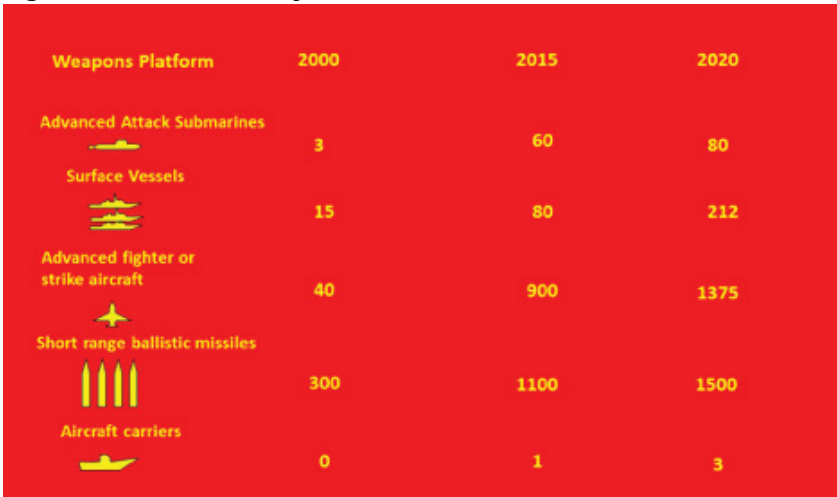 Weapons Platform 2000 2015 2020
Advanced Attack Submarines
3 60 80
Surface Vessels
15 80 212
Advanced fighter or
strike aircraft
40 900 1375
Short range ballistic missiles
300 1100 1500
Aircraft carriers
0 1 3